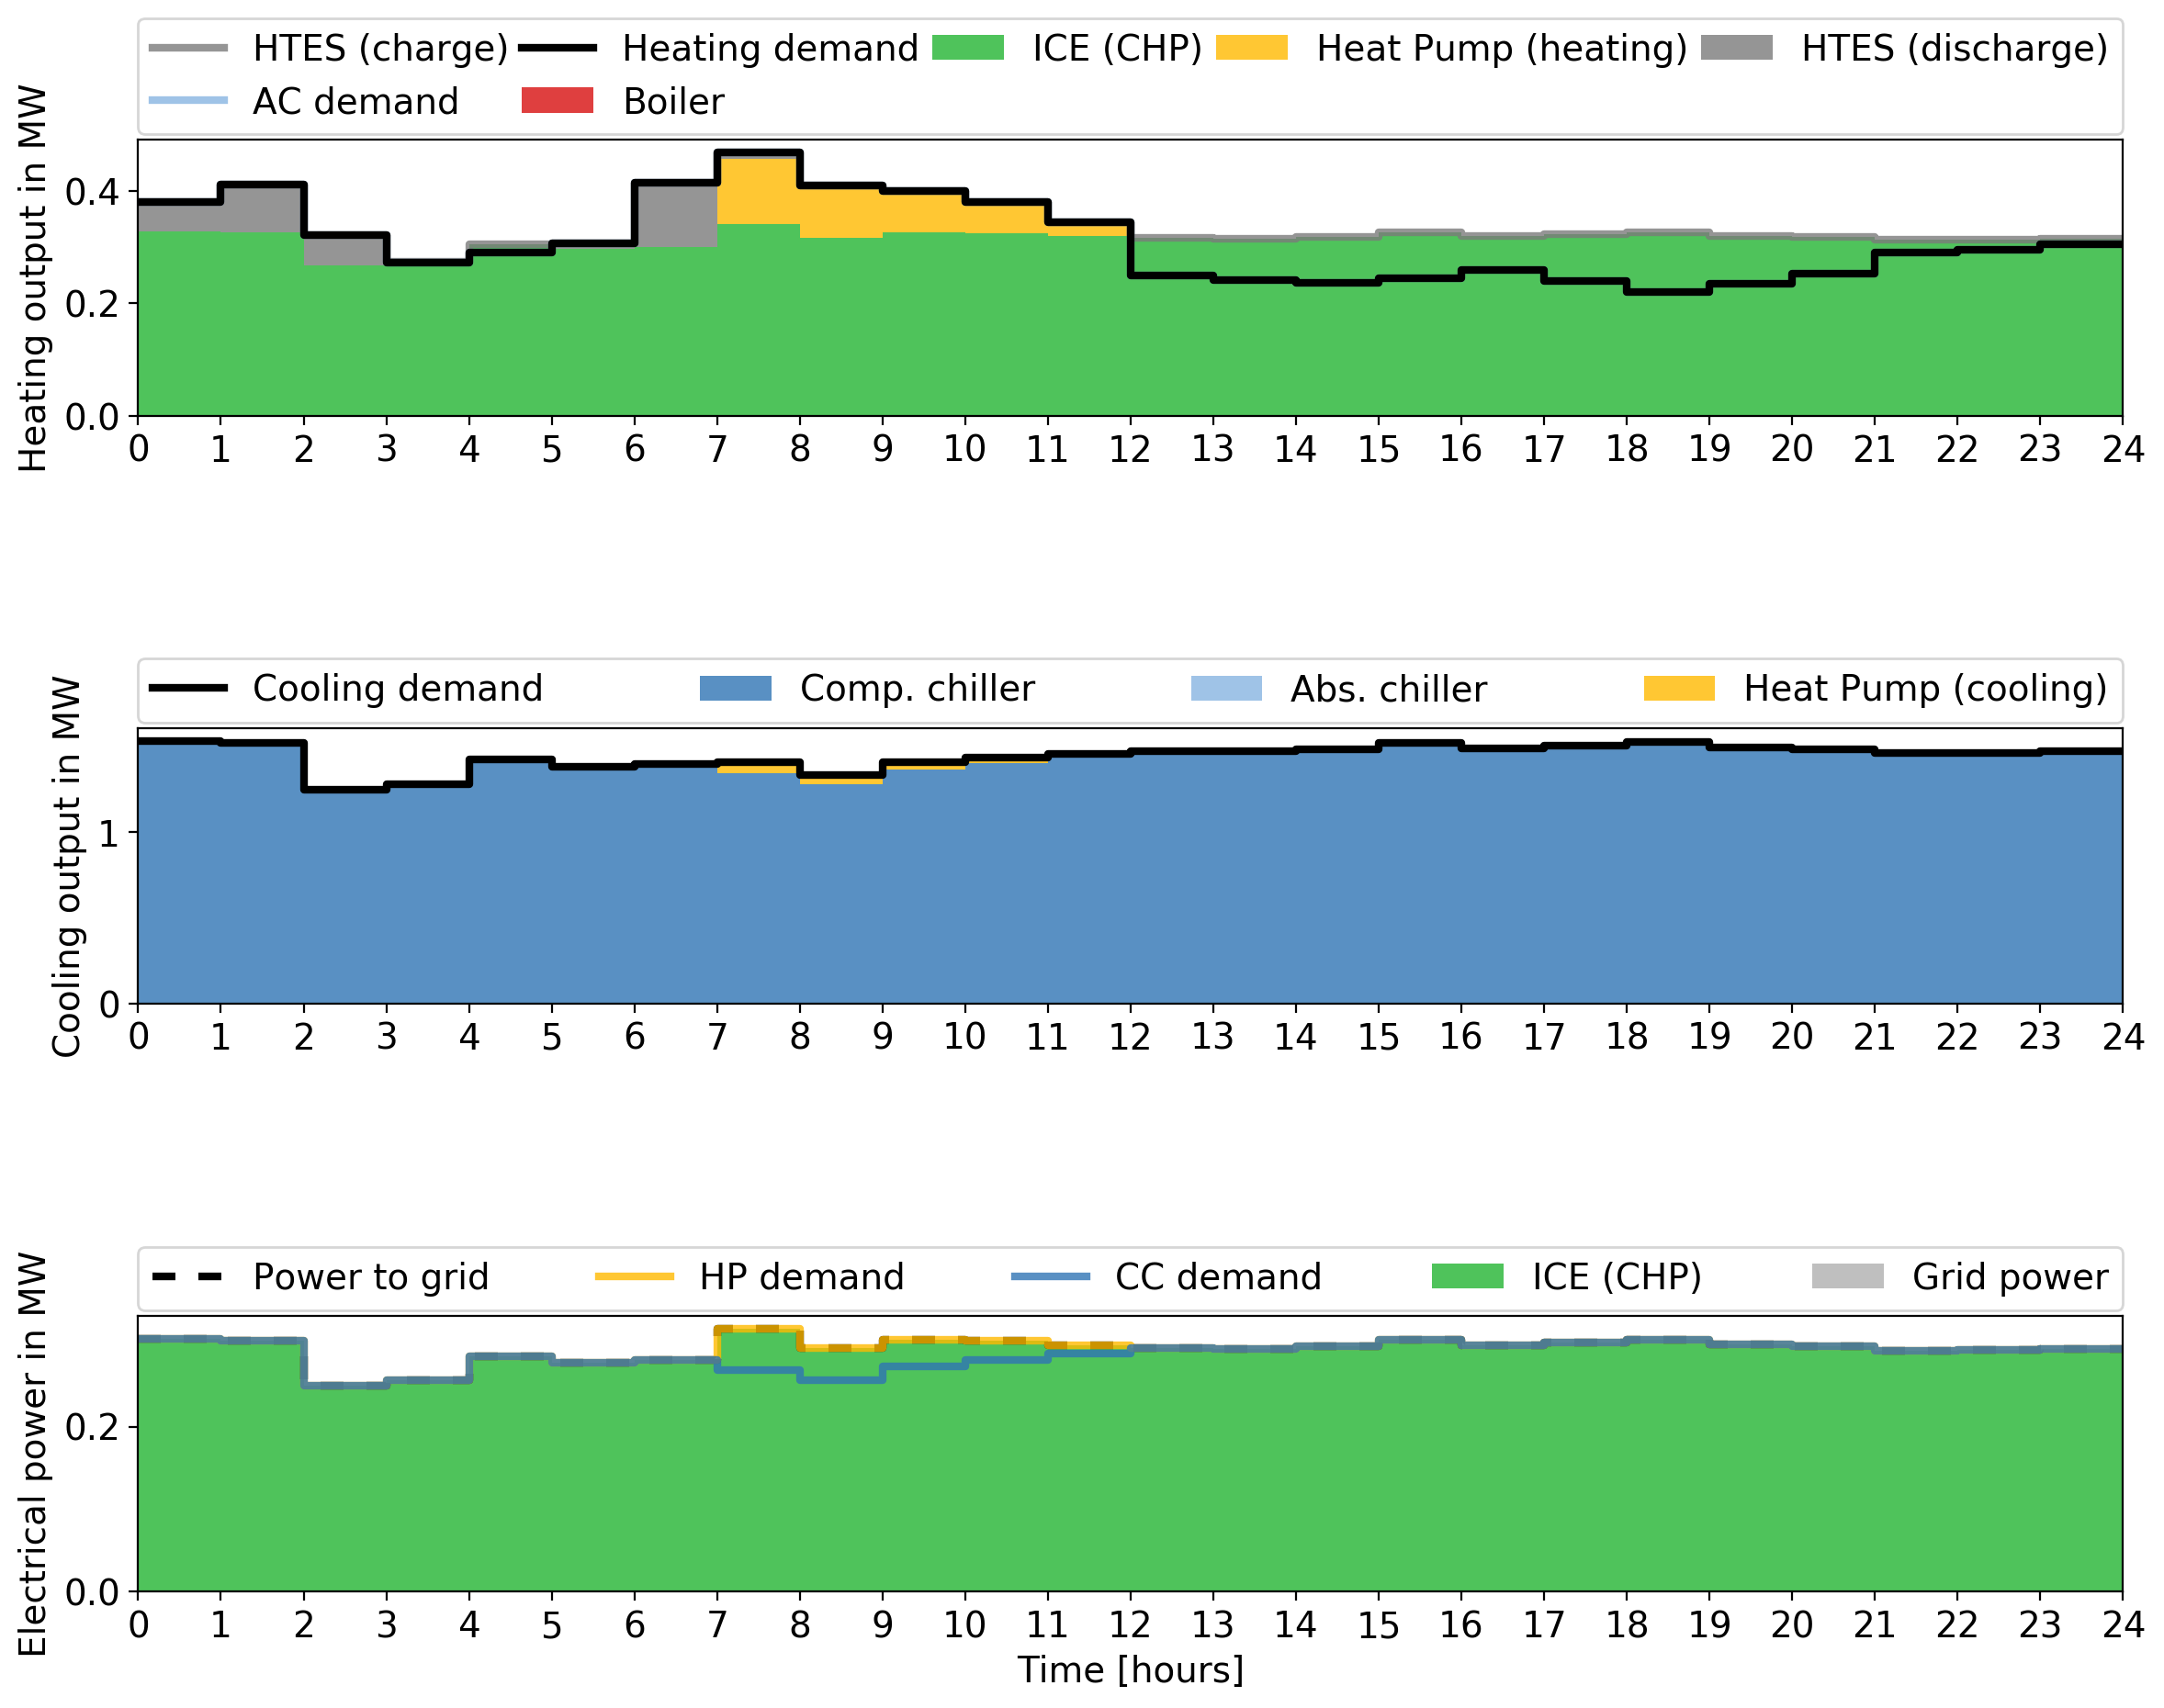 HTES (charge) Heating demand ICE (CHP) Heat Pump (heating) HTES (discharge)
AC demand Boiler
Heating output in MW
0.4
0.2
0.0
0 1 2 3 4 5 6 7 8 9 10 11 12 13 14 15 16 17 18 19 20 21 22 23 24
Cooling demand Comp. chiller Abs. chiller Heat Pump (cooling)
Cooling output in MW
1
0
0 1 2 3 4 5 6 7 8 9 10 11 12 13 14 15 16 17 18 19 20 21 22 23 24
Power to grid HP demand CC demand ICE (CHP) Grid power
Electrical power in MW
0.2
0.0
0 1 2 3 4 5 6 7 8 9 10 11 12 13 14 15 16 17 18 19 20 21 22 23 24
Time [hours]